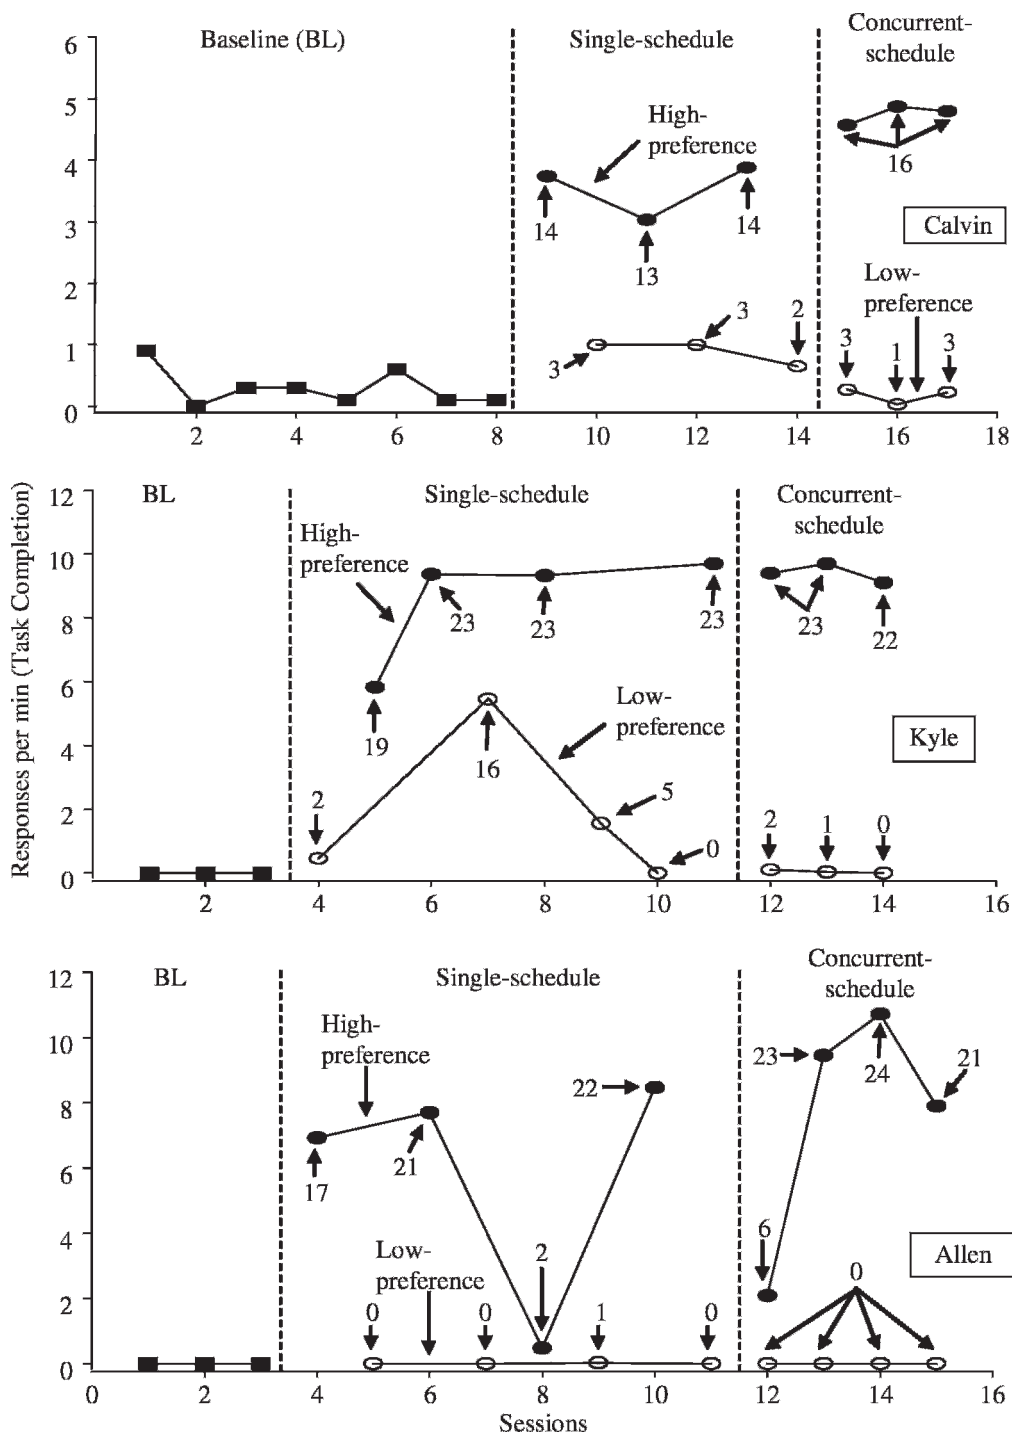 Responses per min (Task Completion)
Baseline (BL)
Single-schedule
Concurrent-
schedule
6
5
4
3
2
1
0
High-
preference
14
13
14
16
Calvin
Low-
preference
3
3
2
3
1
3
2
4
6
8
10
12
14
16
18
BL
Single-schedule
Concurrent-
schedule
12
10
8
6
4
2
0
High-
preference
23
23
23
23
22
19
16
Low-
preference
Kyle
2
5
0
2
1
0
2
4
6
8
10
12
14
16
BL
Single-schedule
Concurrent-
schedule
12
10
8
6
4
2
0
High-
preference
17
21
22
23
24
21
Low-
preference
2
6
0
Allen
0
0
1
0
0
2
4
6
8
10
12
14
16
Sessions